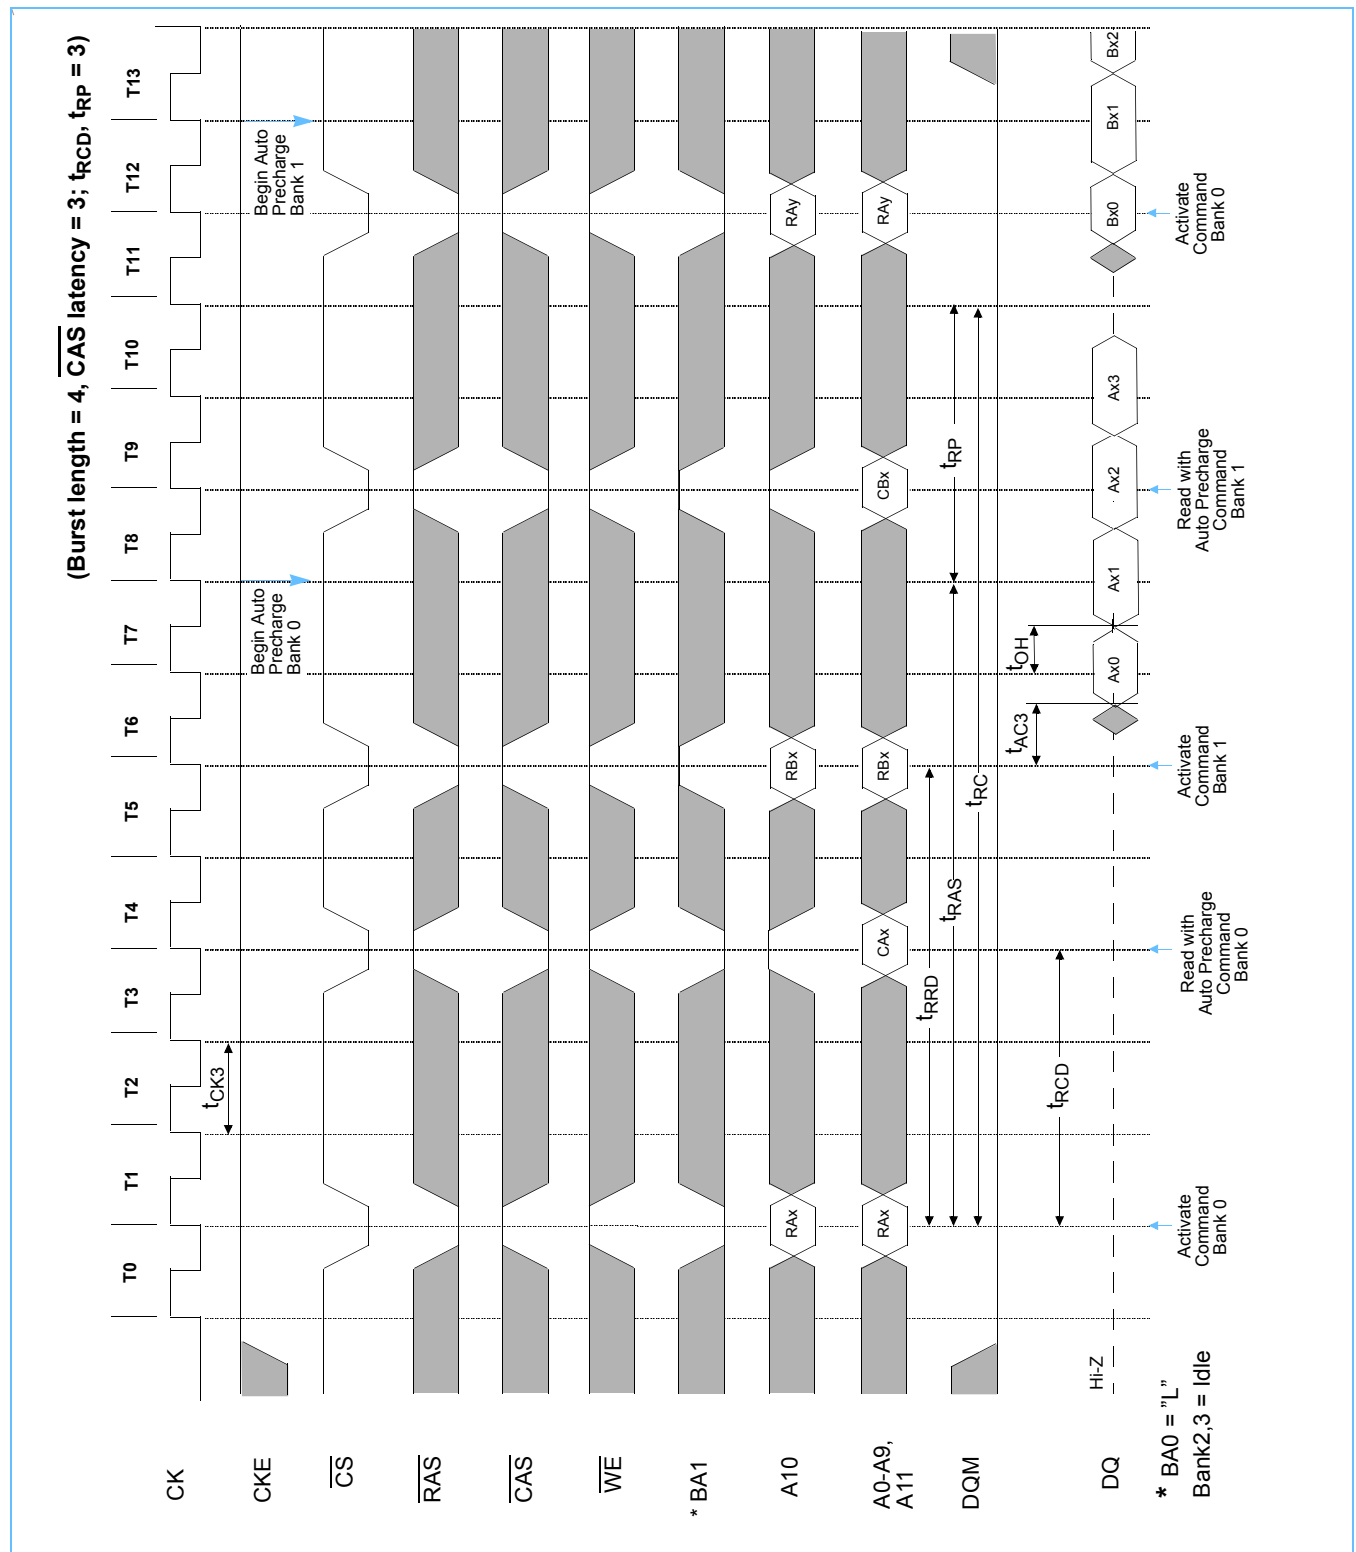 (Burst length = 4, CAS latency = 3; tRCD, tRP = 3)
T0 T1 T2 T3 T4 T5 T6 T7 T8 T9 T10 T11 T12 T13
CK
tCK3
CKE
Begin Auto
Precharge
Bank 0
Begin Auto
Precharge
Bank 1
CS
RAS
CAS
WE
* BA1
A10
RAx RBx RAy
A0-A9,
A11
RAx CAx RBx CBx RAy
tRRD
DQM
tRAS tRP
tRC
tAC3 tOH
tRCD
DQ
Hi-Z
Ax0 Ax1 Ax2 Ax3 Bx0 Bx1 Bx2
Activate
Command
Bank 0
Read with
Auto Precharge
Command
Bank 0
Activate
Command
Bank 1
Read with
Auto Precharge
Command
Bank 1
Activate
Command
Bank 0
* BA0 = ”L”
Bank2,3 = Idle